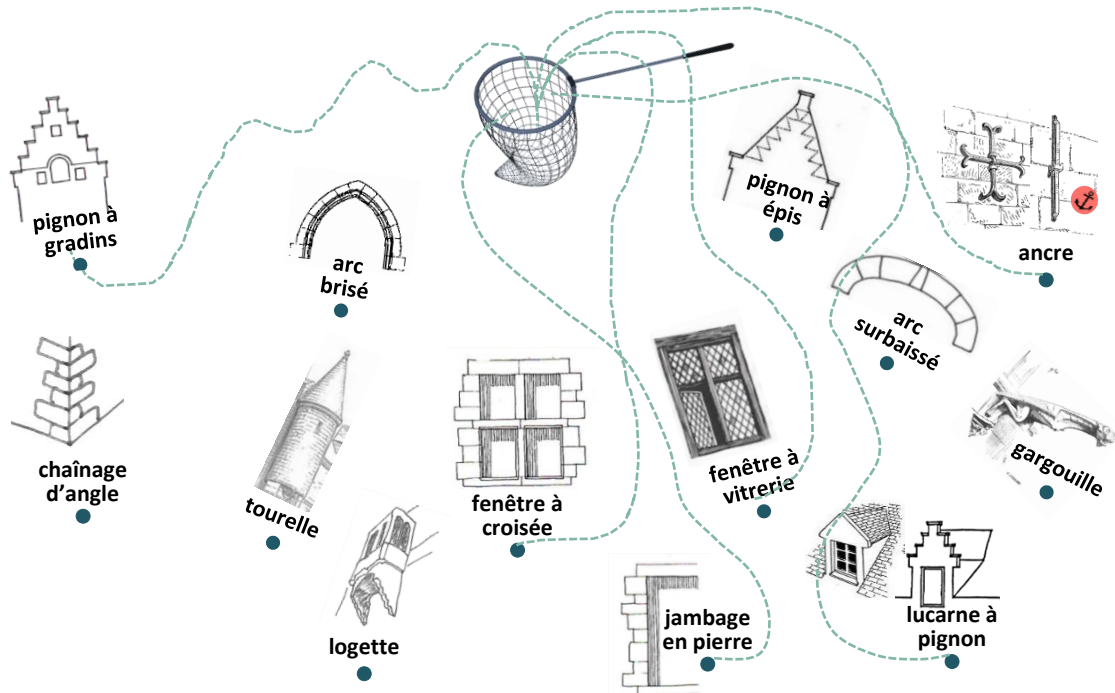 pignon à
gradins
arc
brisé
pignon à
épis
ancre
arc
surbaissé
chaînage
d’angle
tourelle
fenêtre à
croisée
fenêtre à
vitrerie
gargouille
logette
jambage
en pierre
lucarne à
pignon